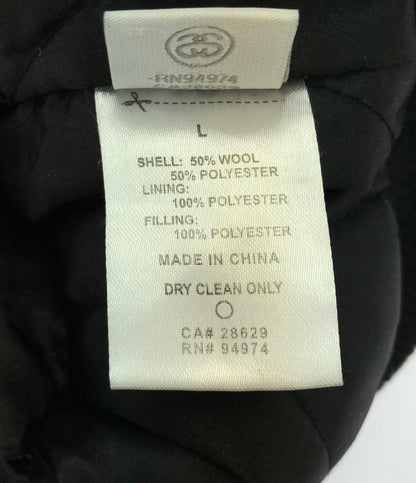 RN94974
CA28629
L
SHELL: 50% WOOL
50% POLYESTER
LINING:
100% POLYESTER
FILLING:
100% POLYESTER
MADE IN CHINA
DRY CLEAN ONLY
CA# 28629
RN# 94974